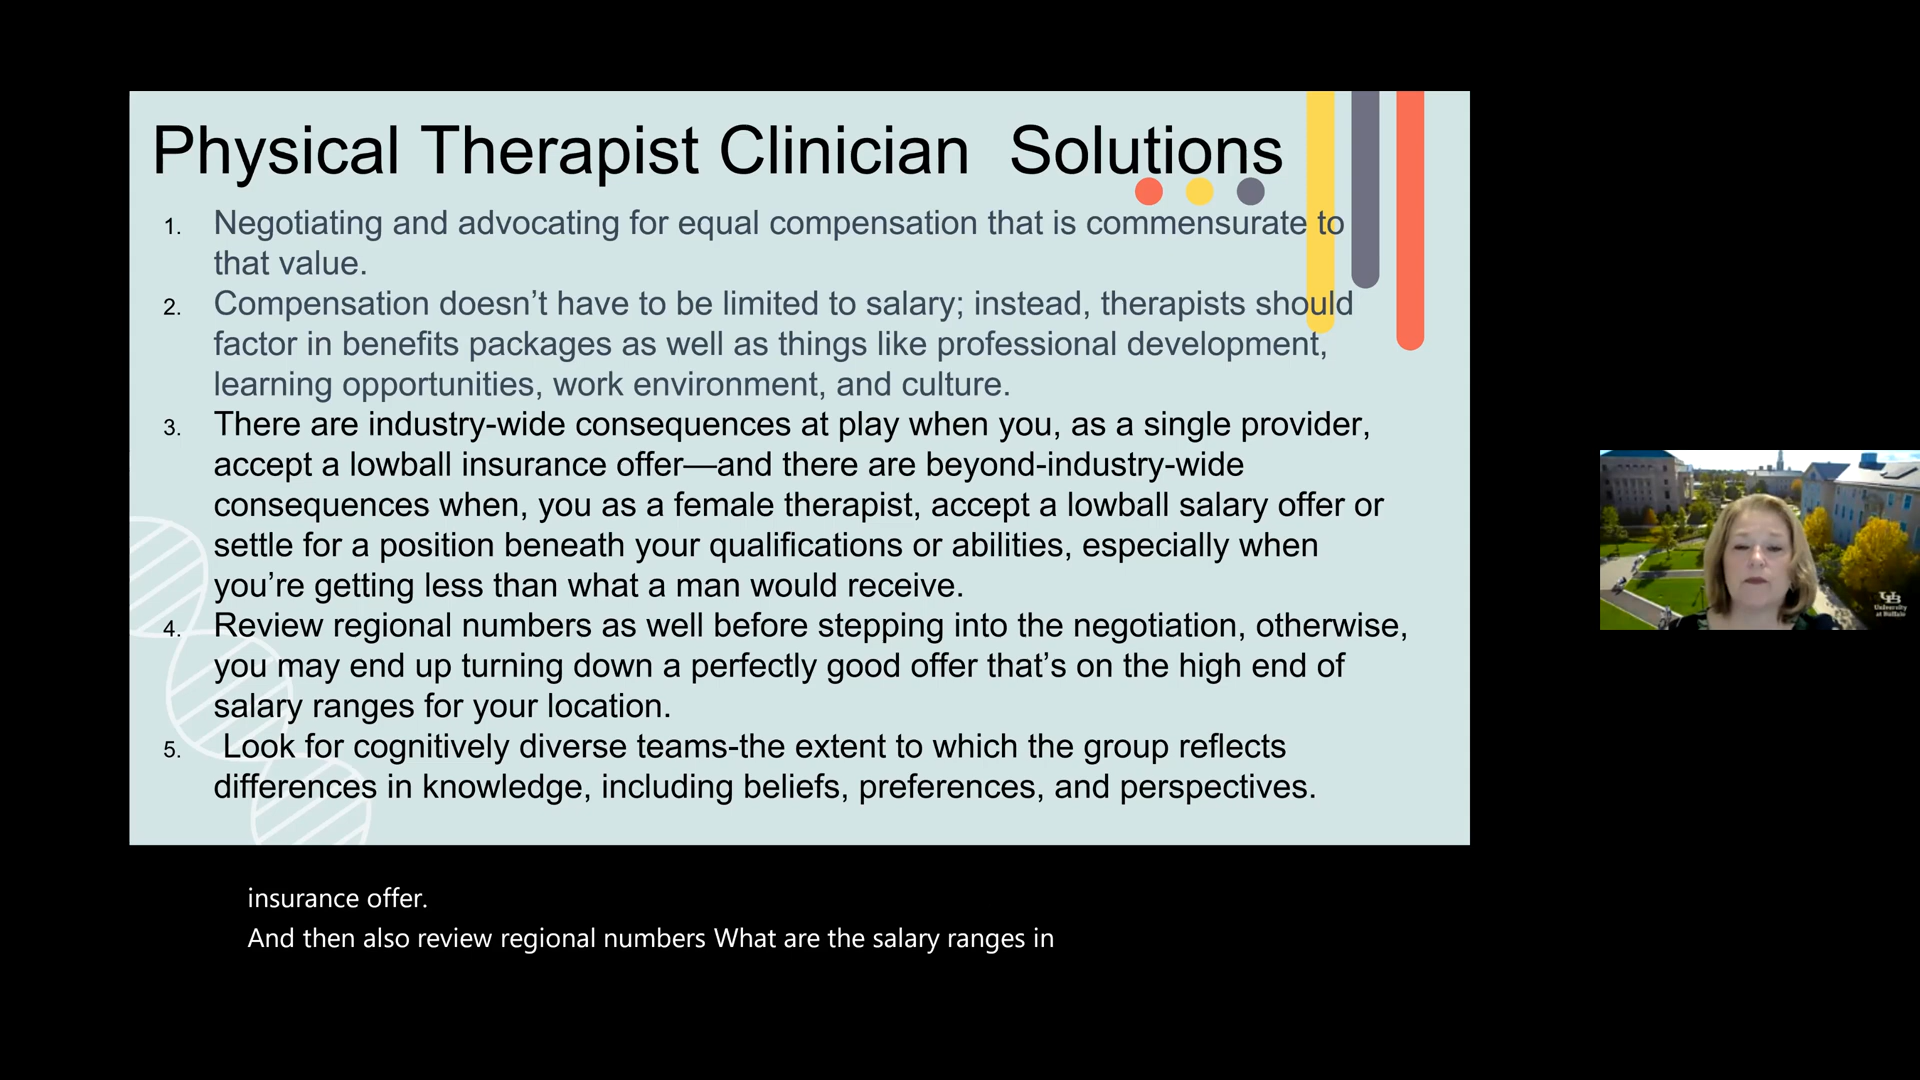 Physical Therapist Clinician  Solutions
1. Negotiating and advocating for equal compensation that is commensurate to
that value.
2. Compensation doesn’t have to be limited to salary; instead, therapists should
factor in benefits packages as well as things like professional development,
learning opportunities, work environment, and culture.
3. There are industry-wide consequences at play when you, as a single provider,
accept a lowball insurance offer—and there are beyond-industry-wide
consequences when, you as a female therapist, accept a lowball salary offer or
settle for a position beneath your qualifications or abilities, especially when
you’re getting less than what a man would receive.
4. Review regional numbers as well before stepping into the negotiation, otherwise,
you may end up turning down a perfectly good offer that’s on the high end of
salary ranges for your location.
5. Look for cognitively diverse teams-the extent to which the group reflects
differences in knowledge, including beliefs, preferences, and perspectives.
University
at Buffalo
insurance offer.
And then also review regional numbers What are the salary ranges in